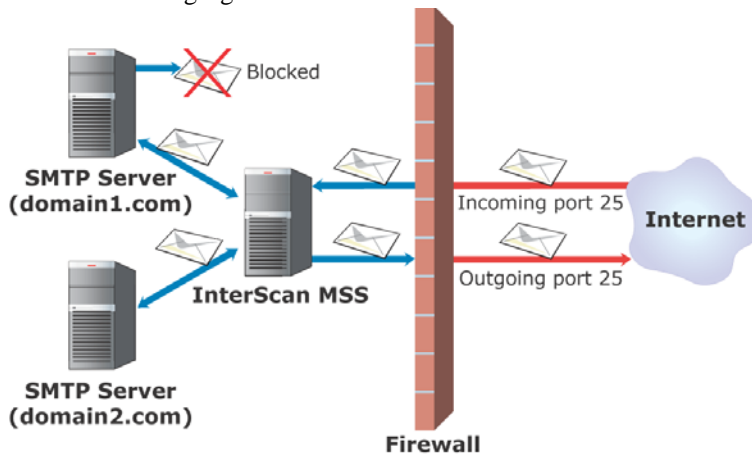 Blocked
SMTP Server
(domain1.com)
Incoming port 25
Internet
Outgoing port 25
InterScan MSS
SMTP Server
(domain2.com)
Firewall